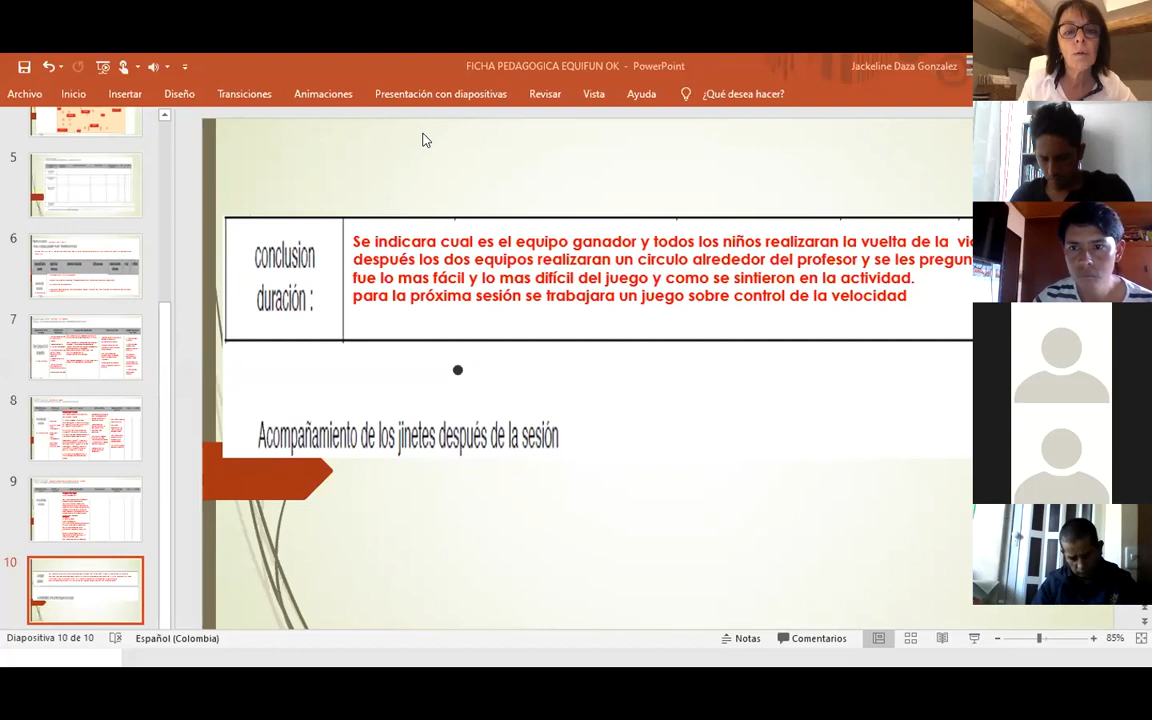 FICHA PEDAGOGICA EQUIFUN OK - PowerPoint
Jackeline Daza Gonzalez
Archivo Inicio Insertar Diseño Transiciones Animaciones Presentación con diapositivas Revisar Vista Ayuda ¿Qué desea hacer?
5
6
7
8
9
10
conclusion
duración :
Se indicara cual es el equipo ganador y todos los niños realizaran la vuelta de la
después los dos equipos realizaran un circulo alrededor del profesor y se les
fue lo mas fácil y lo mas difícil del juego y como se sintieron en la actividad.
para la próxima sesión se trabajara un juego sobre control de la velocidad
Acompañamiento de los jinetes después de la sesión
Diapositiva 10 de 10 Español (Colombia) Notas Comentarios 85%